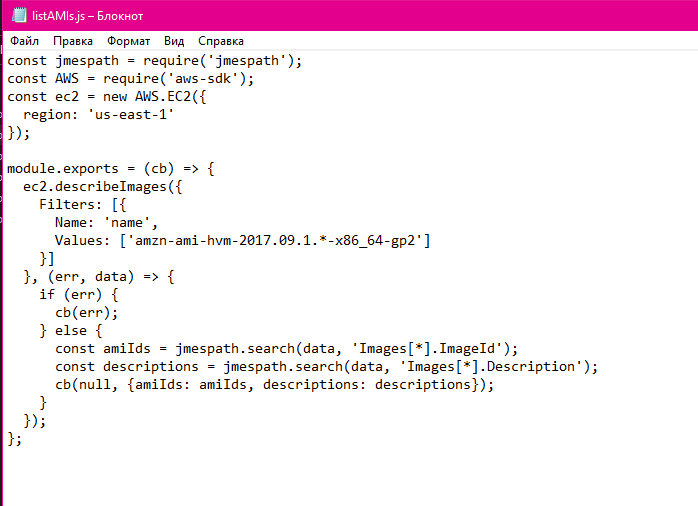 listAMIs.js – Блокнот
Файл Правка Формат Вид Справка
const jmespath = require('jmespath');
const AWS = require('aws-sdk');
const ec2 = new AWS.EC2({
  region: 'us-east-1'
});

module.exports = (cb) => {
  ec2.describeImages({
    Filters: [{
      Name: 'name',
      Values: ['amzn-ami-hvm-2017.09.1.*-x86_64-gp2']
    }]
  }, (err, data) => {
    if (err) {
      cb(err);
    } else {
      const amiIds = jmespath.search(data, 'Images[*].ImageId');
      const descriptions = jmespath.search(data, 'Images[*].Description');
      cb(null, {amiIds: amiIds, descriptions: descriptions});
    }
  });
};